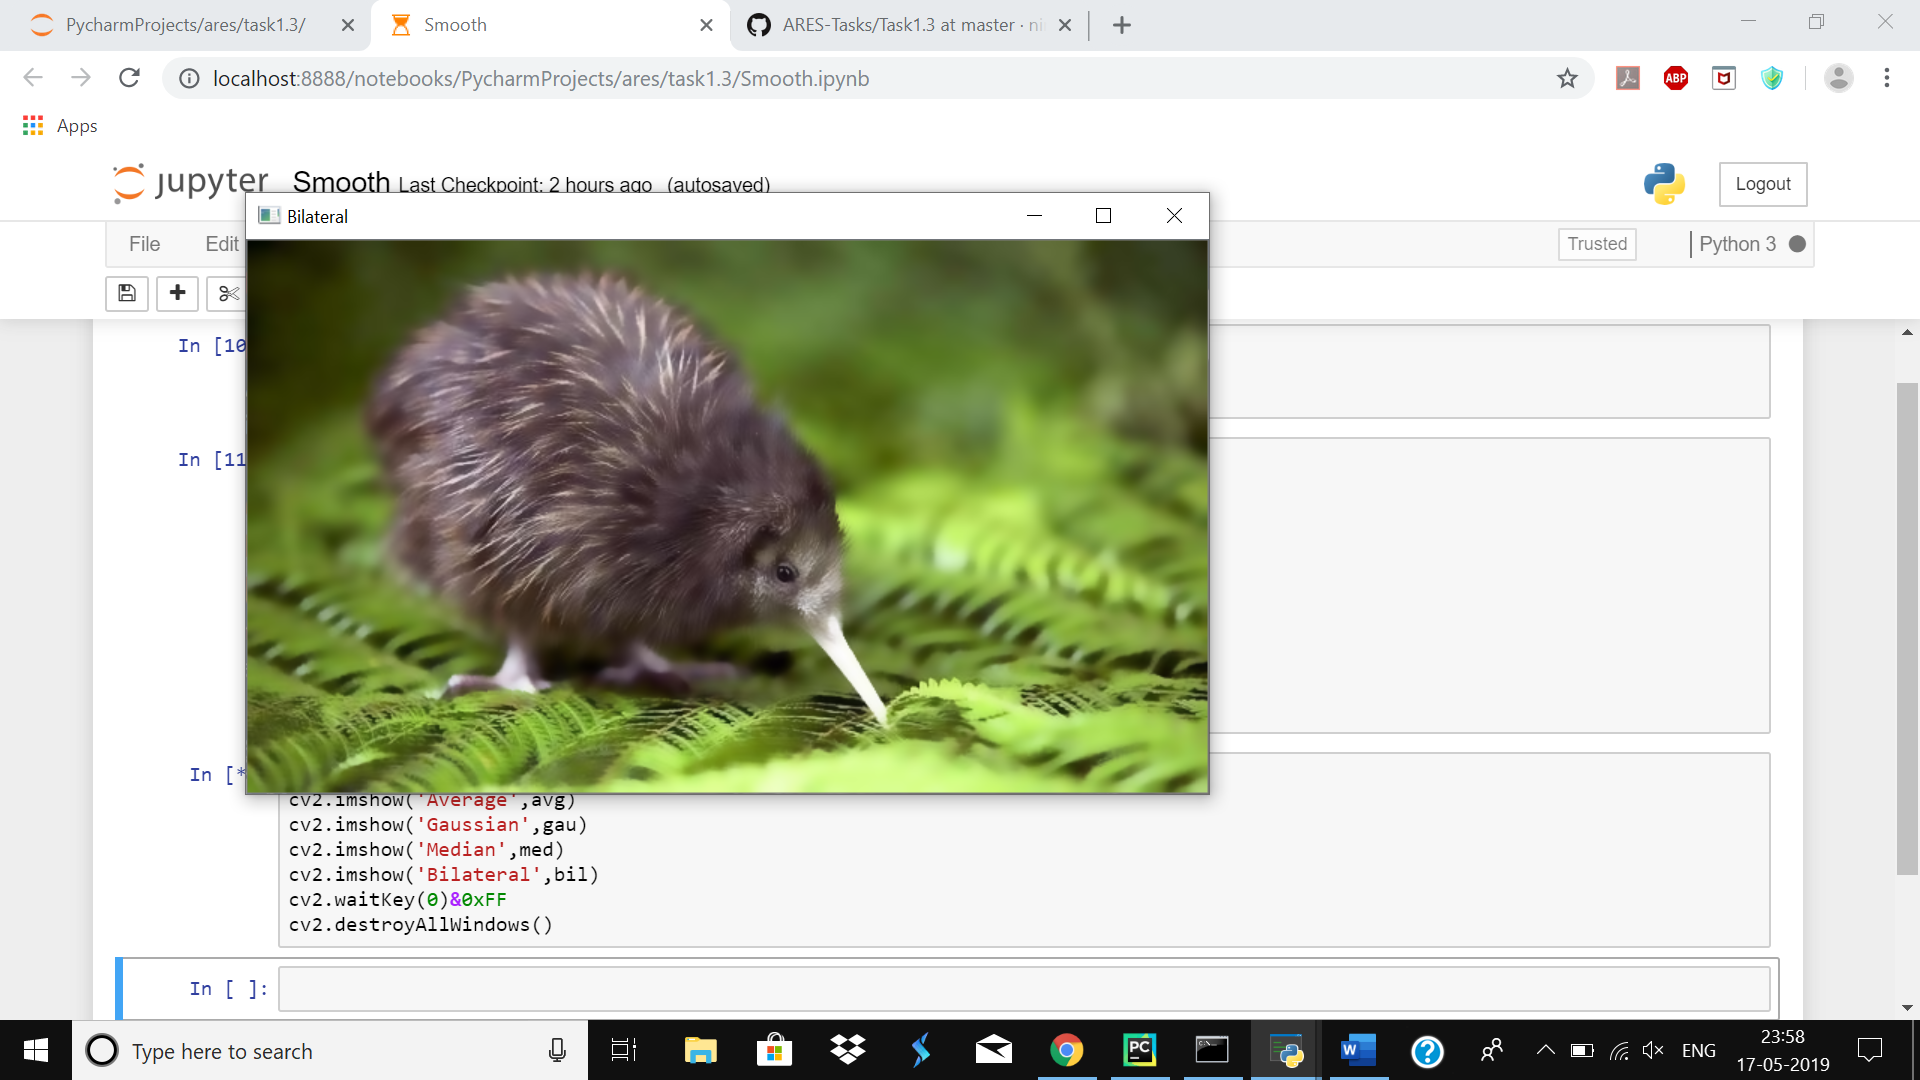 PycharmProjects/ares/task1.3/
Smooth
ARES-Tasks/Task1.3 at master · ni
localhost:8888/notebooks/PycharmProjects/ares/task1.3/Smooth.ipynb
ABP
Apps
jupyter Smooth Last Checkpoint: 2 hours ago (autosaved)
Logout
Bilateral
File Edit
Trusted
Python 3
In [10
In [11
In [*
cv2.imshow('Average',avg)
cv2.imshow('Gaussian',gau)
cv2.imshow('Median',med)
cv2.imshow('Bilateral',bil)
cv2.waitKey(0)&0xFF
cv2.destroyAllWindows()
In [ ]:
Type here to search
PC
W
?
ENG
23:58
17-05-2019